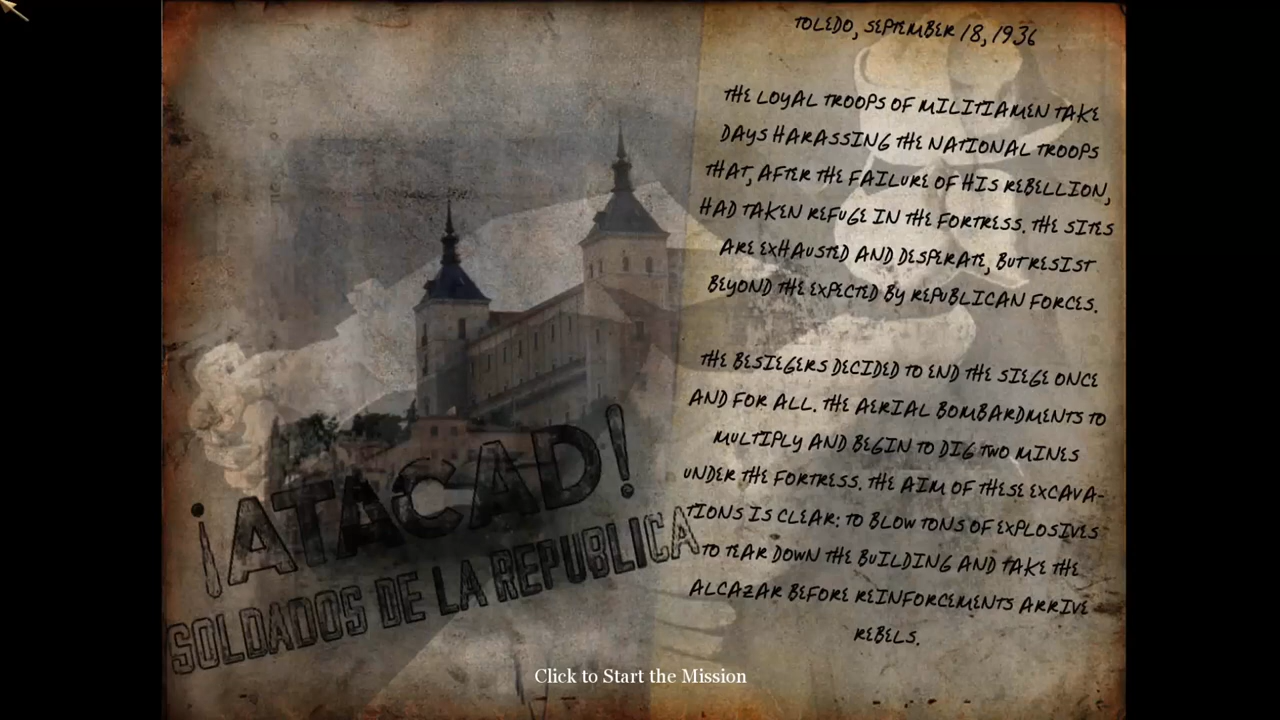 TOLEDO, SEPTEMBER 18, 1936
THE LOYAL TROOPS OF MILITIAMEN TAKE
DAYS HARASSING THE NATIONAL TROOPS
THAT, AFTER THE FAILURE OF HIS REBELLION,
HAD TAKEN REFUGE IN THE FORTRESS. THE SITES
ARE EXHAUSTED AND DESPERATE, BUT RESIST
BEYOND THE EXPECTED BY REPUBLICAN FORCES.
THE BESIEGERS DECIDED TO END THE SIEGE ONCE
AND FOR ALL. THE AERIAL BOMBARDMENTS TO
MULTIPLY AND BEGIN TO DIG TWO MINES
UNDER THE FORTRESS. THE AIM OF THESE EXCAVA-
TIONS IS CLEAR: TO BLOW TONS OF EXPLOSIVES
TO TEAR DOWN THE BUILDING AND TAKE THE
ALCAZAR BEFORE REINFORCEMENTS ARRIVE
REBELS.
¡ATACAD!
SOLDADOS DE LA REPUBLICA
Click to Start the Mission